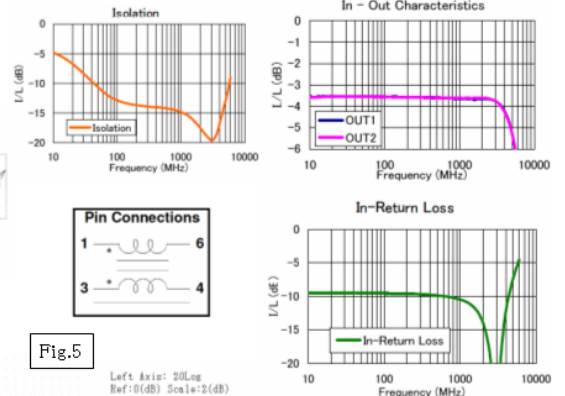 Isolation
0
-5
-10
-15
-20
I/L (dB)
Isolation
10 100 1000 10000
Frequency (MHz)
In - Out Characteristics
0
-1
-2
-3
-4
-5
-6
I/L (dB)
OUT1
OUT2
10 100 1000 10000
Frequency (MHz)
Pin Connections
1 6
3 4
Fig.5
Left Axis: 20Log
Ref:0(dB) Scale:2(dB)
In-Return Loss
0
-5
-10
-15
-20
I/L (dE)
In-Return Loss
10 100 1000 10000
Frequency (MHz)